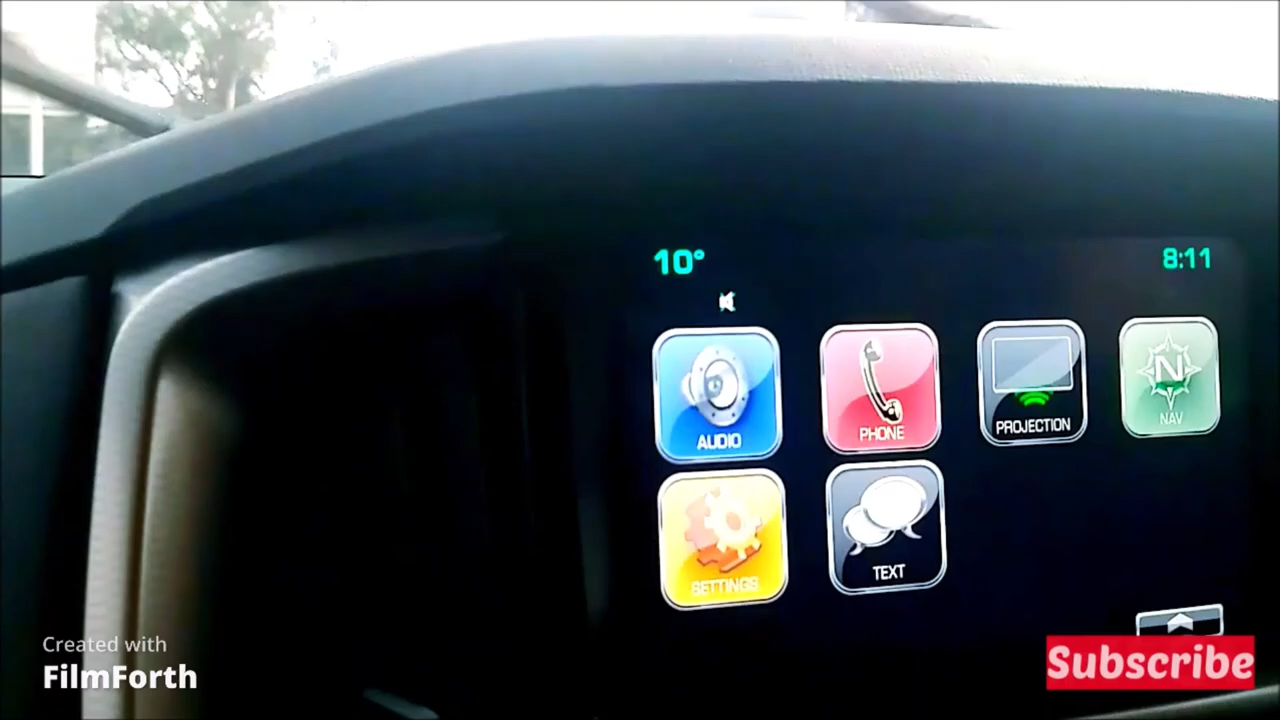 10°
8:11
AUDIO
PHONE
PROJECTION
N
NAV
SETTINGS
TEXT
Created with
FilmForth
Subscribe